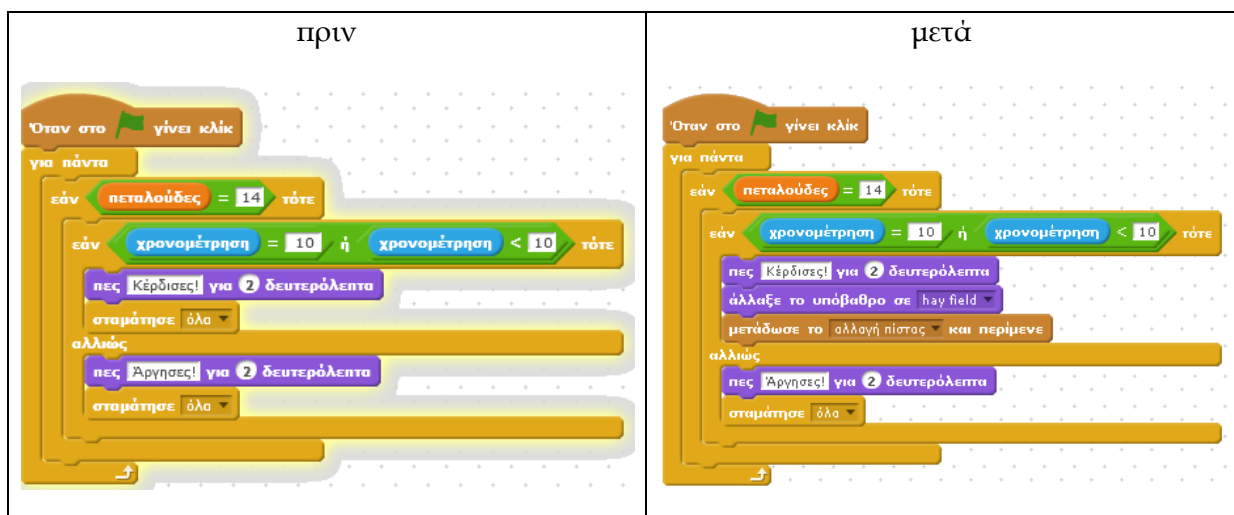 πριν
Όταν στο γίνει κλίκ
για πάντα
εάν πεταλούδες = 14 τότε
εάν χρονομέτρηση = 10 ή χρονομέτρηση < 10 τότε
πες Κέρδισες! για 2 δευτερόλεπτα
σταμάτησε όλα
αλλιώς
πες Άργησες! για 2 δευτερόλεπτα
σταμάτησε όλα
μετά
Όταν στο γίνει κλίκ
για πάντα
εάν πεταλούδες = 14 τότε
εάν χρονομέτρηση = 10 ή χρονομέτρηση < 10 τότε
πες Κέρδισες! για 2 δευτερόλεπτα
άλλαξε το υπόβαθρο σε hay field
μετάδωσε το αλλαγή πίστας και περίμενε
αλλιώς
πες Άργησες! για 2 δευτερόλεπτα
σταμάτησε όλα